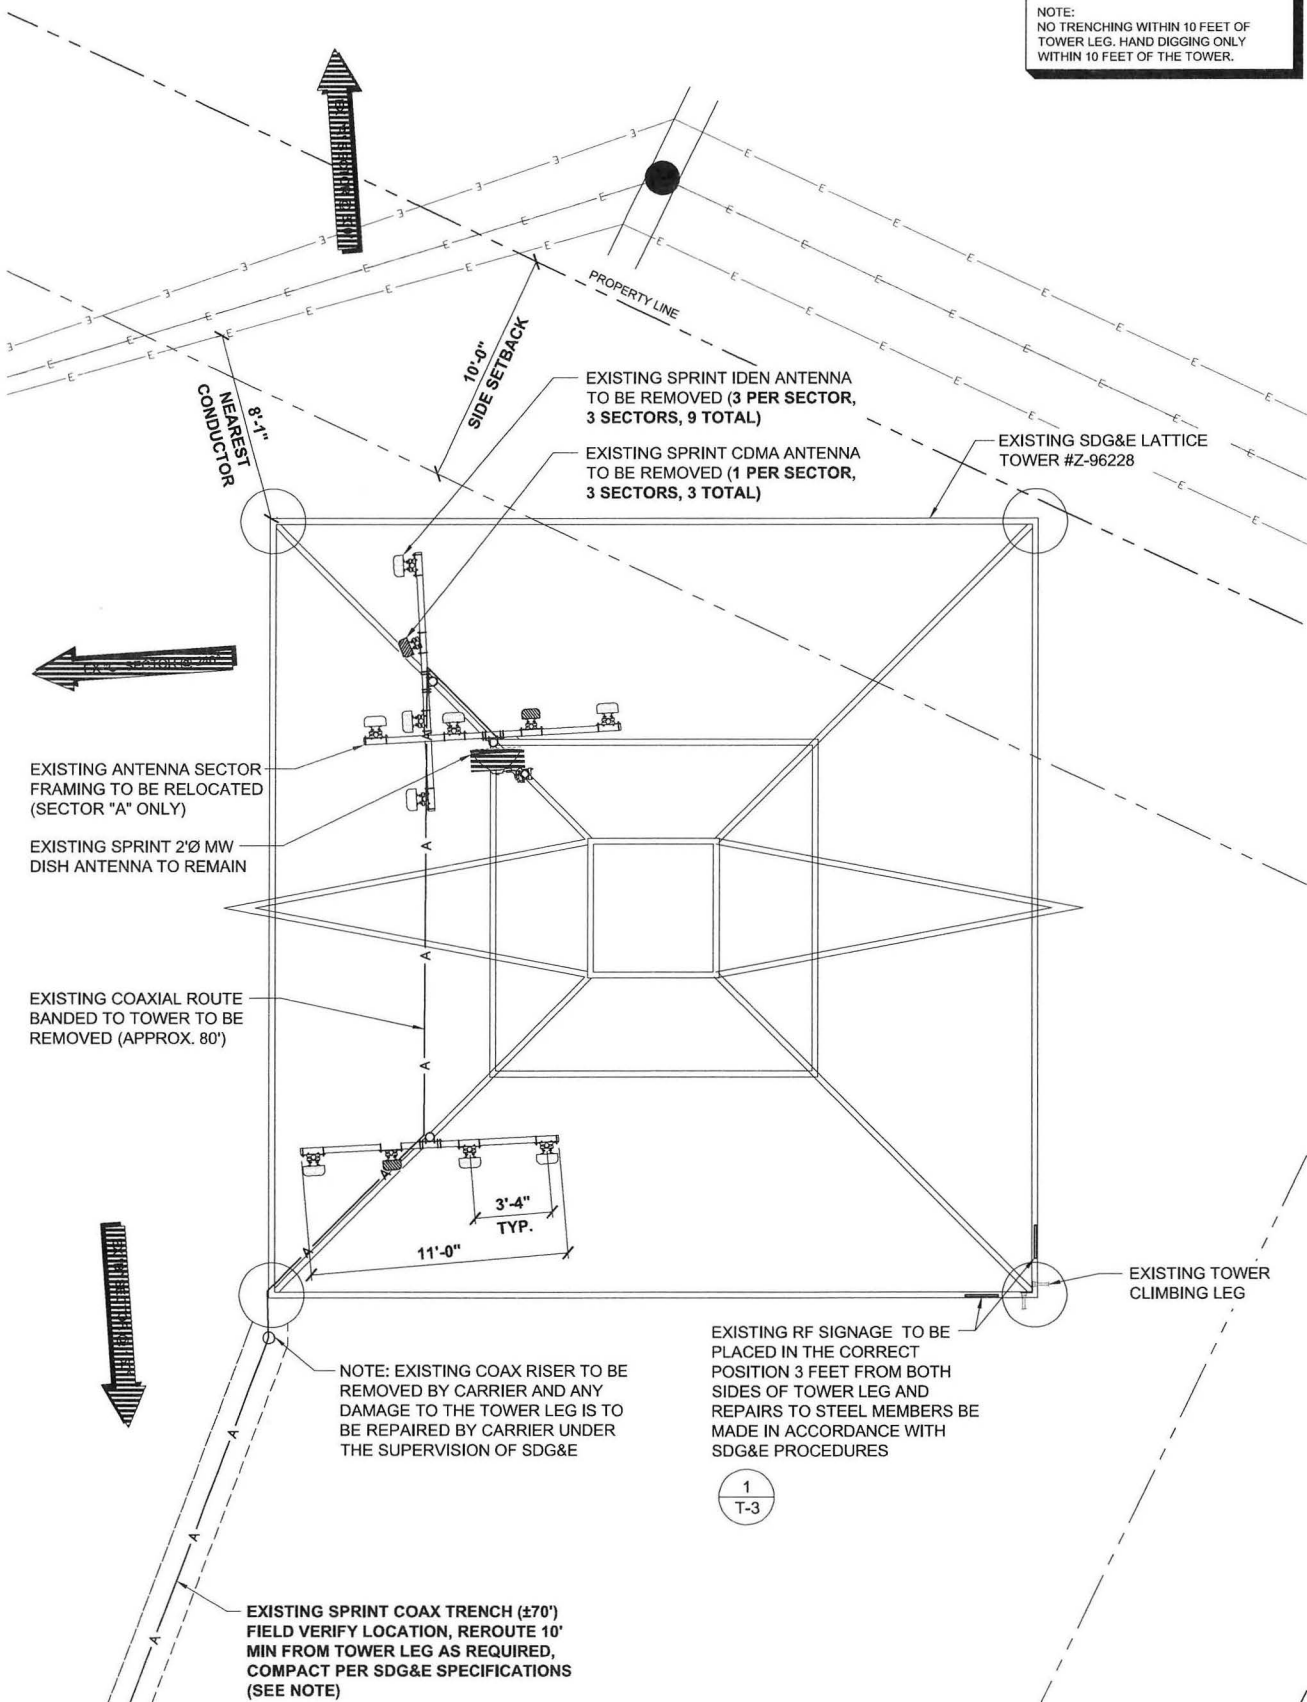 NOTE:
NO TRENCHING WITHIN 10 FEET OF
TOWER LEG. HAND DIGGING ONLY
WITHIN 10 FEET OF THE TOWER.
PROPERTY LINE
10'-0"
SIDE SETBACK
8'-1"
NEAREST
CONDUCTOR
EXISTING SPRINT IDEN ANTENNA
TO BE REMOVED (3 PER SECTOR,
3 SECTORS, 9 TOTAL)
EXISTING SPRINT CDMA ANTENNA
TO BE REMOVED (1 PER SECTOR,
3 SECTORS, 3 TOTAL)
EXISTING SDG&E LATTICE
TOWER #Z-96228
EXISTING ANTENNA SECTOR
FRAMING TO BE RELOCATED
(SECTOR "A" ONLY)
EXISTING SPRINT 2'Ø MW
DISH ANTENNA TO REMAIN
EXISTING COAXIAL ROUTE
BANDED TO TOWER TO BE
REMOVED (APPROX. 80')
3'-4"
TYP.
11'-0"
EXISTING TOWER
CLIMBING LEG
EXISTING RF SIGNAGE TO BE
PLACED IN THE CORRECT
POSITION 3 FEET FROM BOTH
SIDES OF TOWER LEG AND
REPAIRS TO STEEL MEMBERS BE
MADE IN ACCORDANCE WITH
SDG&E PROCEDURES
1
T-3
NOTE: EXISTING COAX RISER TO BE
REMOVED BY CARRIER AND ANY
DAMAGE TO THE TOWER LEG IS TO
BE REPAIRED BY CARRIER UNDER
THE SUPERVISION OF SDG&E
EXISTING SPRINT COAX TRENCH (±70')
FIELD VERIFY LOCATION, REROUTE 10'
MIN FROM TOWER LEG AS REQUIRED,
COMPACT PER SDG&E SPECIFICATIONS
(SEE NOTE)